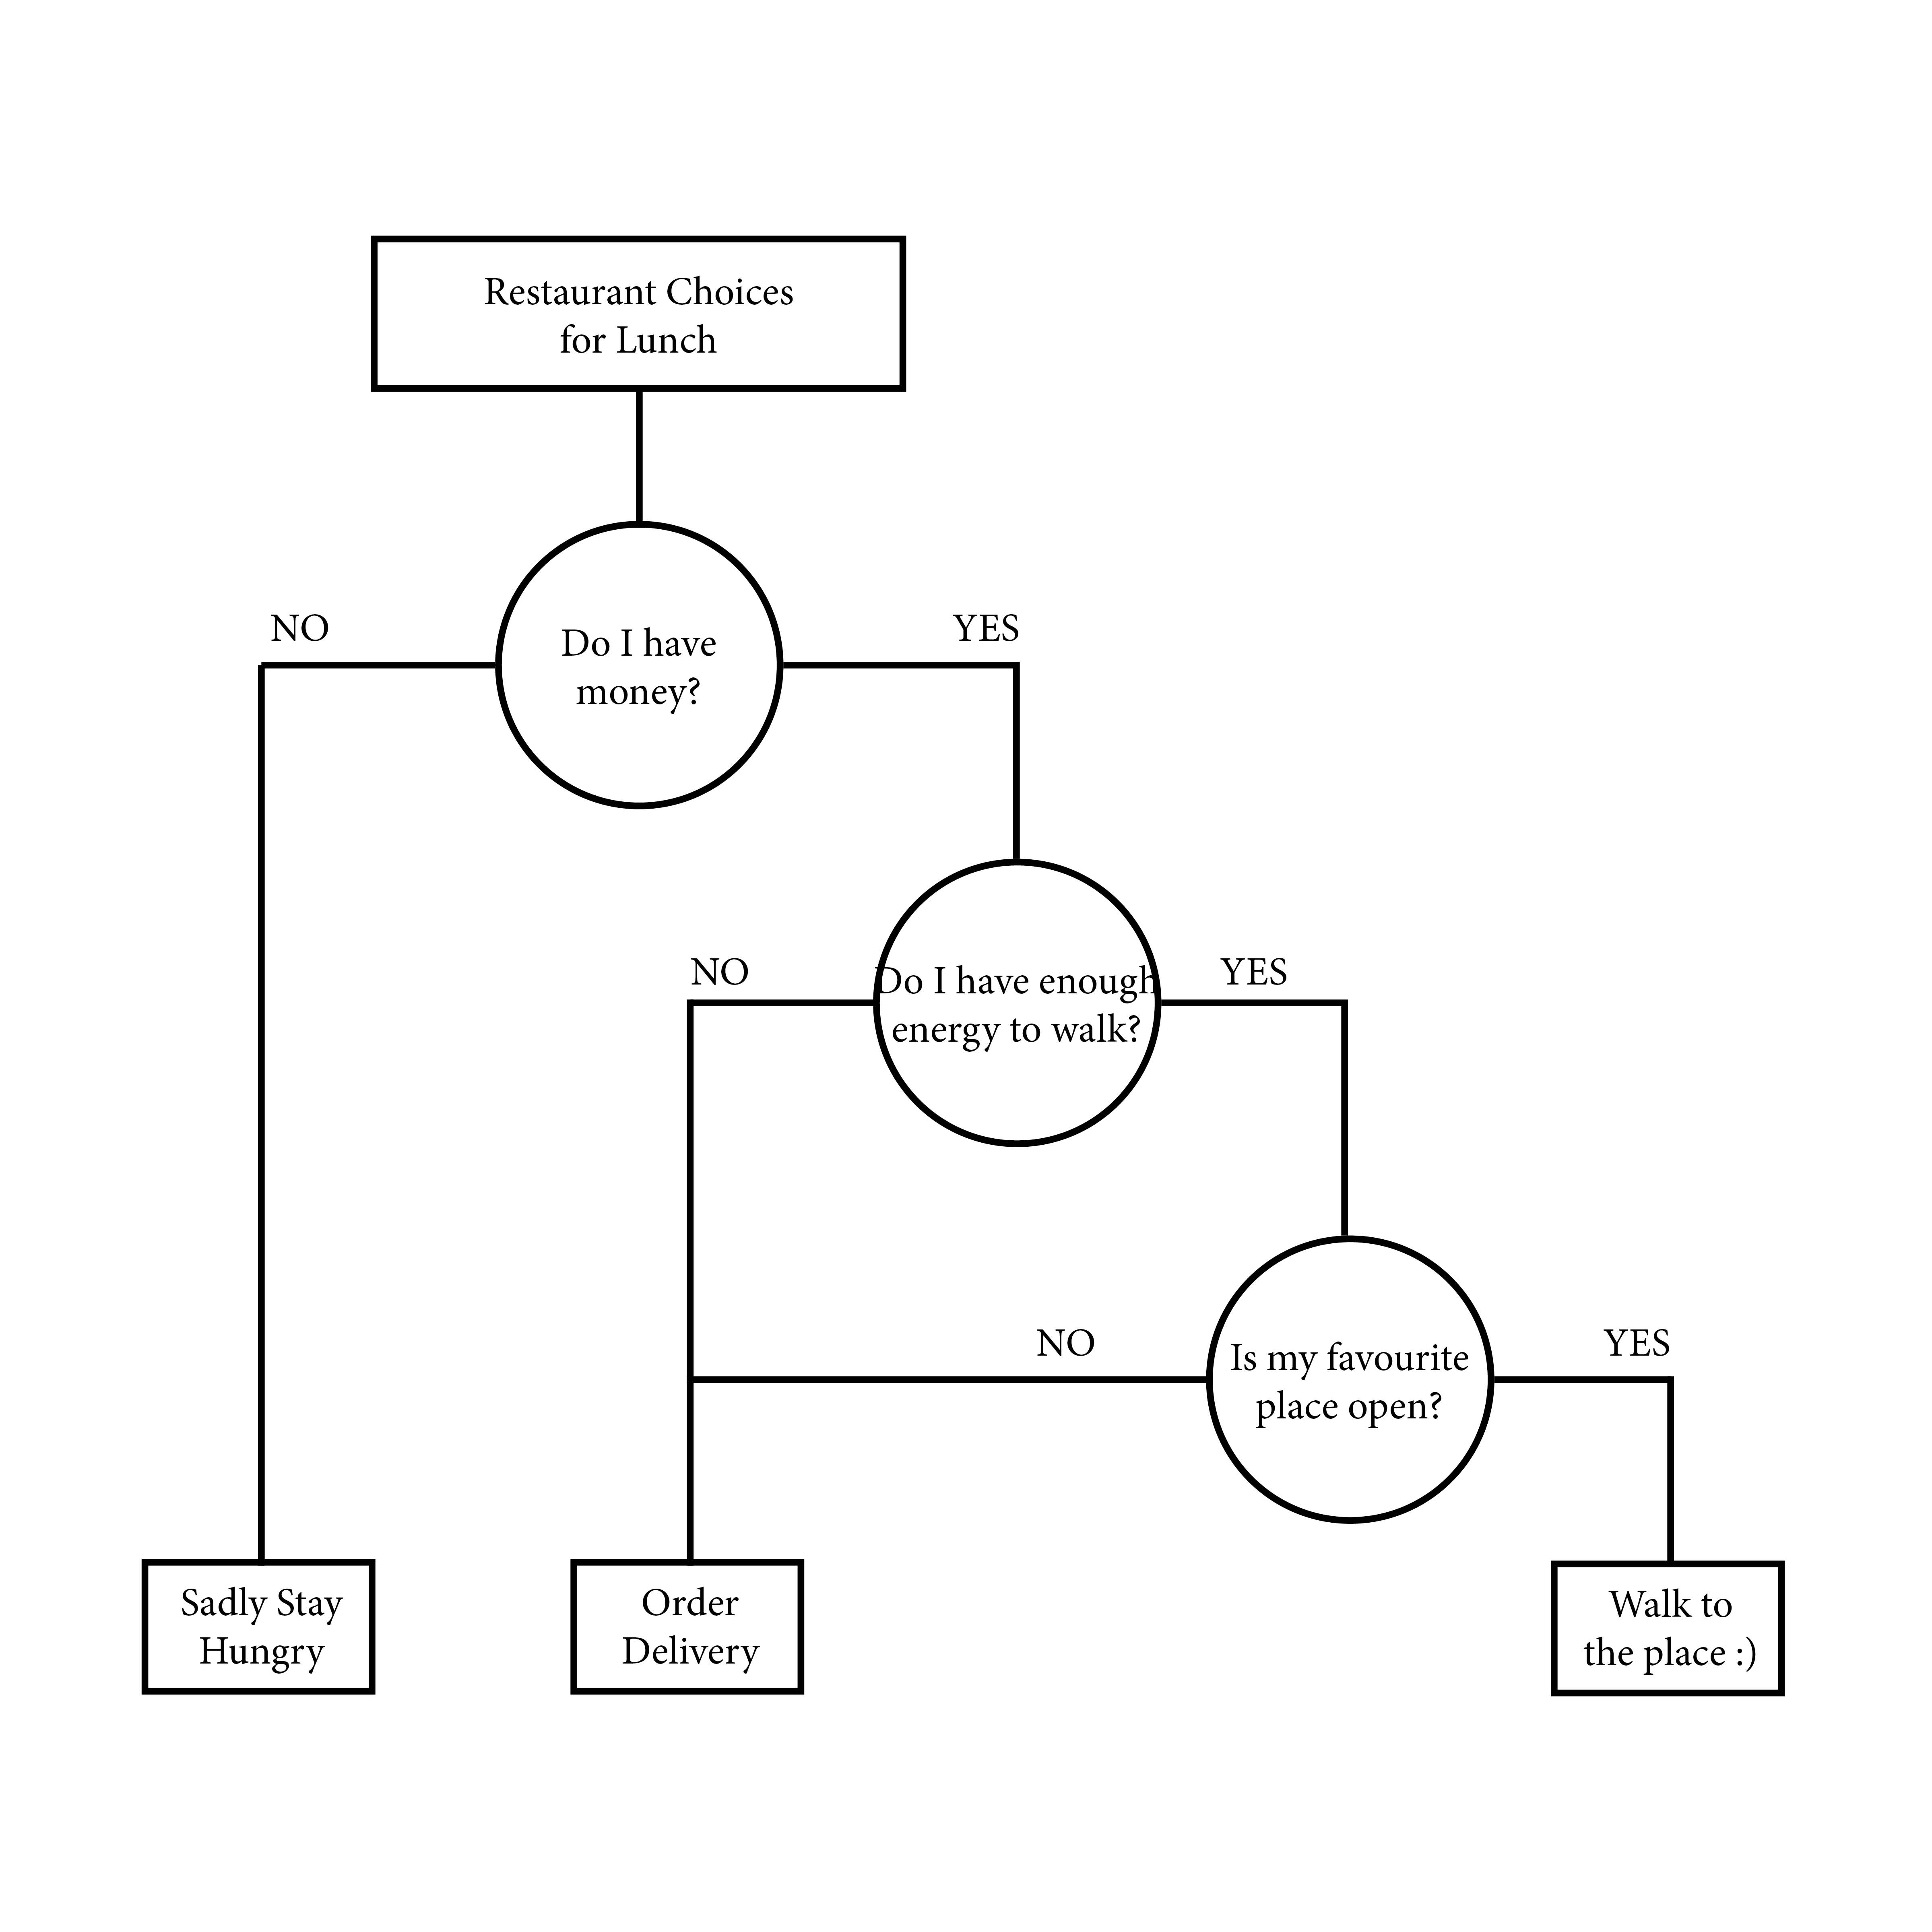 Restaurant Choices
for Lunch
NO
YES
Do I have
money?
NO
YES
Do I have enough
energy to walk?
NO
YES
Is my favourite
place open?
Sadly Stay
Hungry
Order
Delivery
Walk to
the place :)